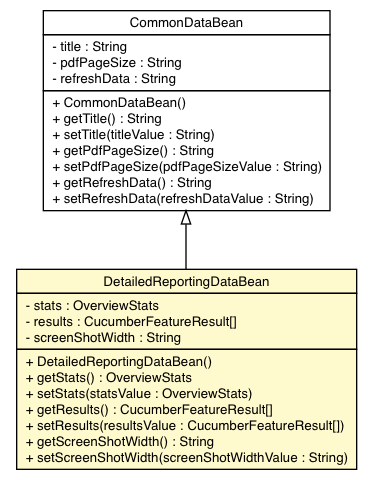 CommonDataBean
- title : String
- pdfPageSize : String
- refreshData : String
+ CommonDataBean()
+ getTitle() : String
+ setTitle(titleValue : String)
+ getPdfPageSize() : String
+ setPdfPageSize(pdfPageSizeValue : String)
+ getRefreshData() : String
+ setRefreshData(refreshDataValue : String)
DetailedReportingDataBean
- stats : OverviewStats
- results : CucumberFeatureResult[]
- screenShotWidth : String
+ DetailedReportingDataBean()
+ getStats() : OverviewStats
+ setStats(statsValue : OverviewStats)
+ getResults() : CucumberFeatureResult[]
+ setResults(resultsValue : CucumberFeatureResult[])
+ getScreenShotWidth() : String
+ setScreenShotWidth(screenShotWidthValue : String)